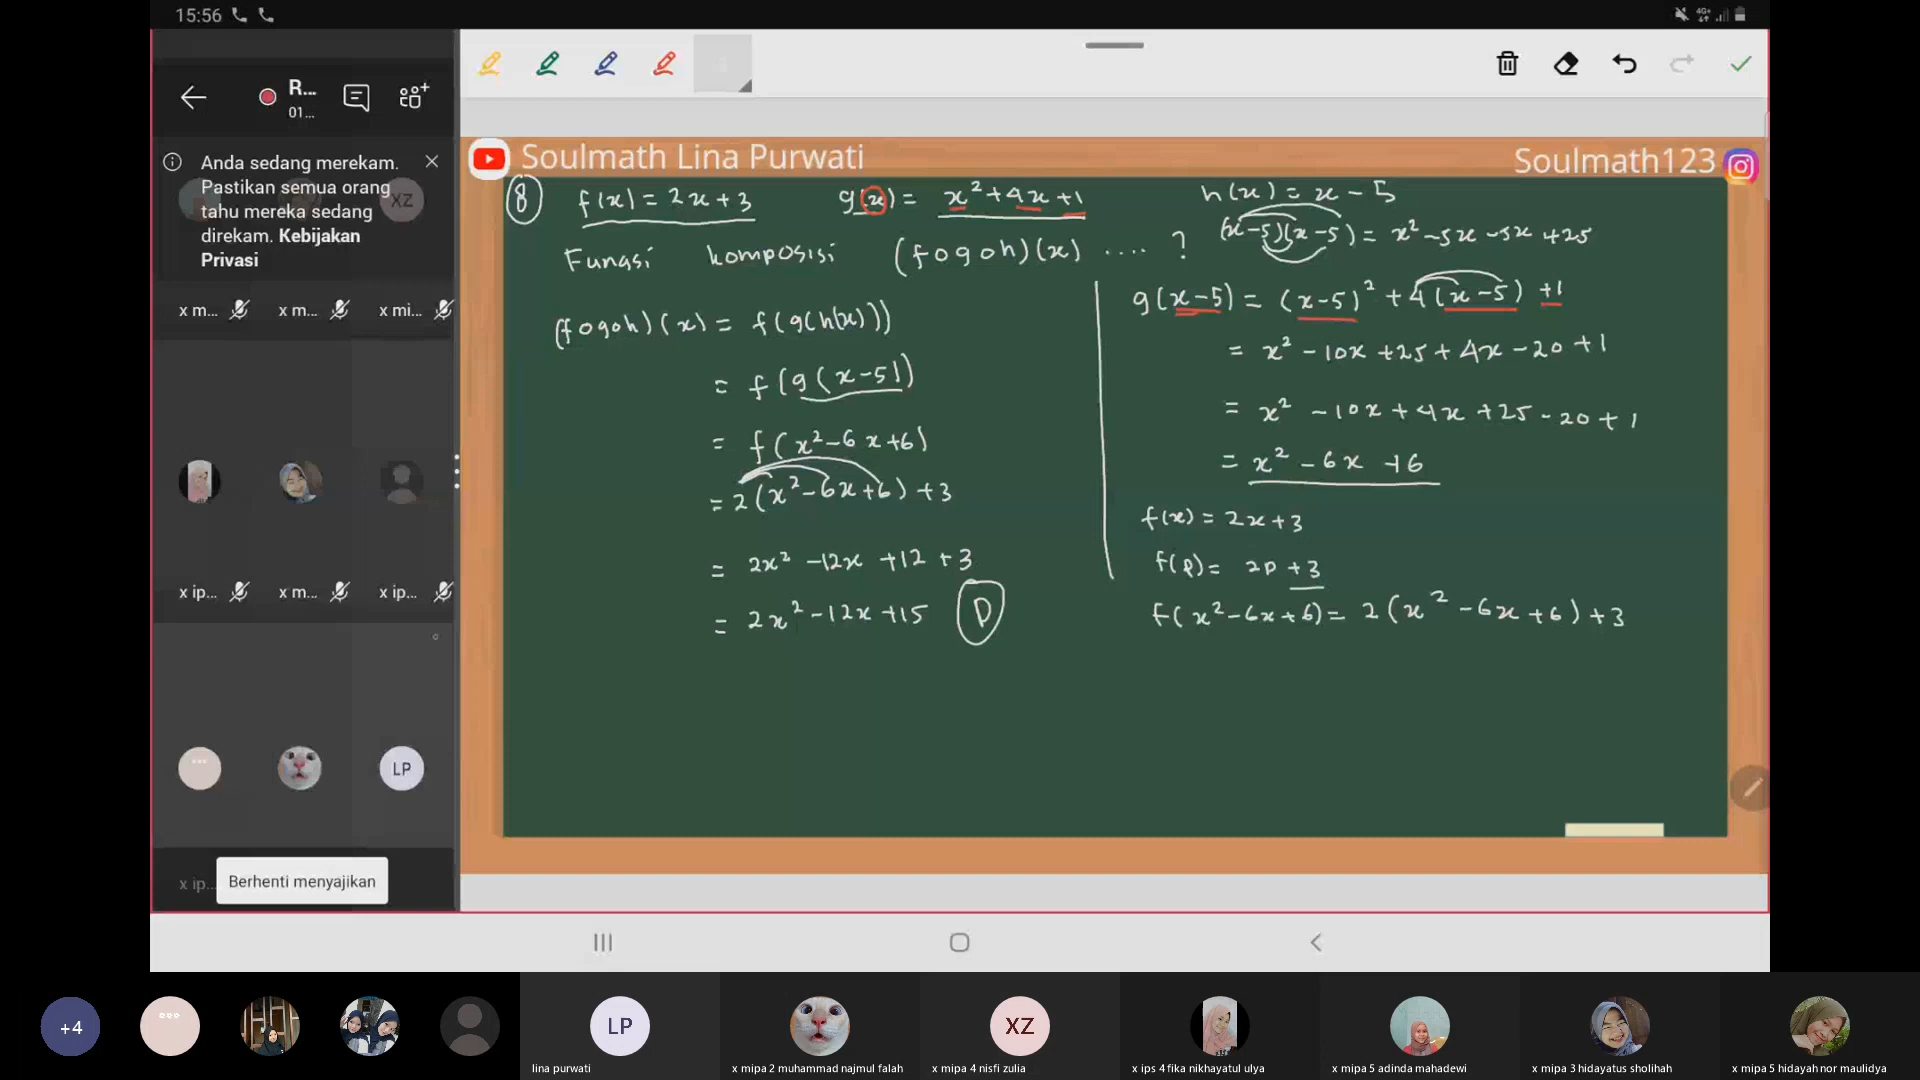 15:56
4G+
R...
01...
Anda sedang merekam.
Pastikan semua orang
tahu mereka sedang
direkam. Kebijakan
Privasi
XZ
x m...
x m...
x mi...
x ip...
x m...
x ip...
LP
x ip...
Berhenti menyajikan
Soulmath Lina Purwati
Soulmath123
8 f(x) = 2x+3 g(x) = x²+4x+1 h(x) = x - 5
(x-5)(x-5) = x² -5x -5x +25
Fungsi komposisi (fogoh)(x) .... ?
(fogoh)(x) = f(g(h(x)))
= f(g(x-5))
= f(x²-6x+6)
= 2(x²-6x+6) +3
= 2x² -12x +12 +3
= 2x² -12x +15 D
g(x-5) = (x-5)² + 4(x-5) +1
= x² -10x +25 + 4x -20 +1
= x² -10x + 4x +25 -20 +1
= x² -6x +6
f(x) = 2x+3
f(p) = 2p +3
f(x²-6x+6) = 2(x² -6x +6) +3
+4
LP
XZ
lina purwati
x mipa 2 muhammad najmul falah
x mipa 4 nisfi zulia
x ips 4 fika nikhayatul ulya
x mipa 5 adinda mahadewi
x mipa 3 hidayatus sholihah
x mipa 5 hidayah nor maulidya